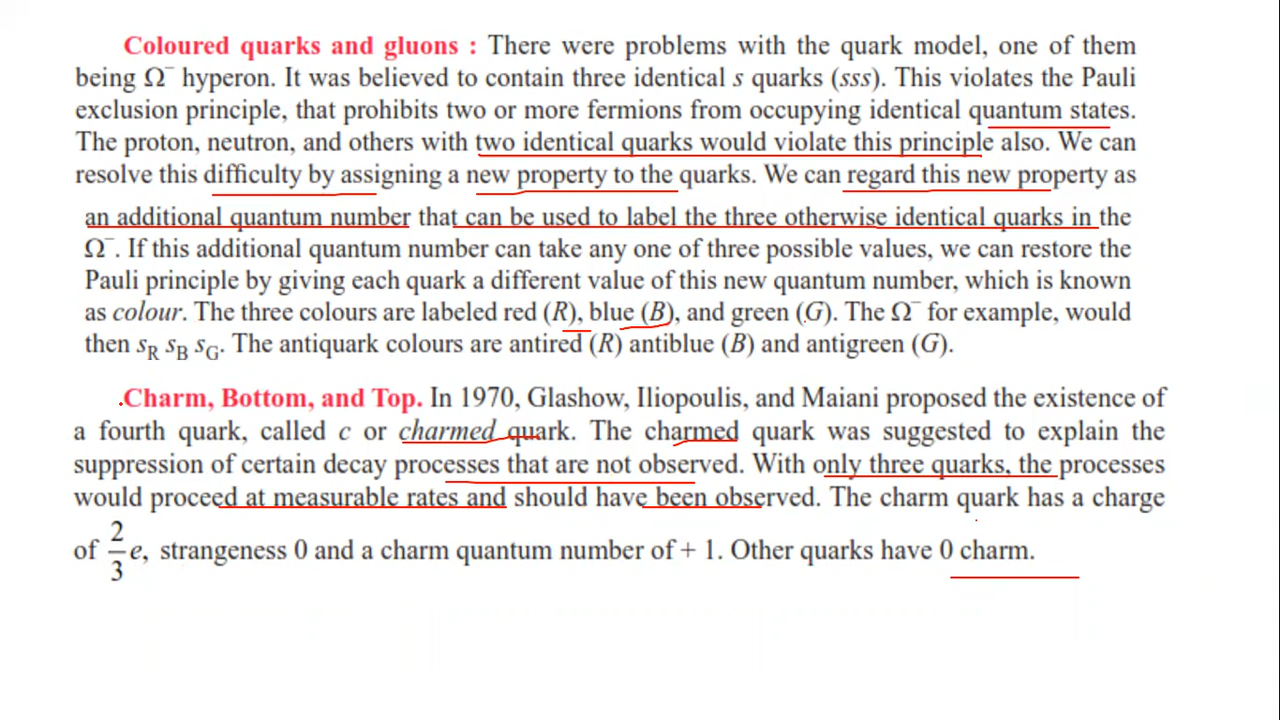 Coloured quarks and gluons : There were problems with the quark model, one of them
being Ω⁻ hyperon. It was believed to contain three identical s quarks (sss). This violates the Pauli
exclusion principle, that prohibits two or more fermions from occupying identical quantum states.
The proton, neutron, and others with two identical quarks would violate this principle also. We can
resolve this difficulty by assigning a new property to the quarks. We can regard this new property as
an additional quantum number that can be used to label the three otherwise identical quarks in the
Ω⁻. If this additional quantum number can take any one of three possible values, we can restore the
Pauli principle by giving each quark a different value of this new quantum number, which is known
as colour. The three colours are labeled red (R), blue (B), and green (G). The Ω⁻ for example, would
then s_R s_B s_G. The antiquark colours are antired (R) antiblue (B) and antigreen (G).
.Charm, Bottom, and Top. In 1970, Glashow, Iliopoulis, and Maiani proposed the existence of
a fourth quark, called c or charmed quark. The charmed quark was suggested to explain the
suppression of certain decay processes that are not observed. With only three quarks, the processes
would proceed at measurable rates and should have been observed. The charm quark has a charge
of 2/3 e, strangeness 0 and a charm quantum number of + 1. Other quarks have 0 charm.